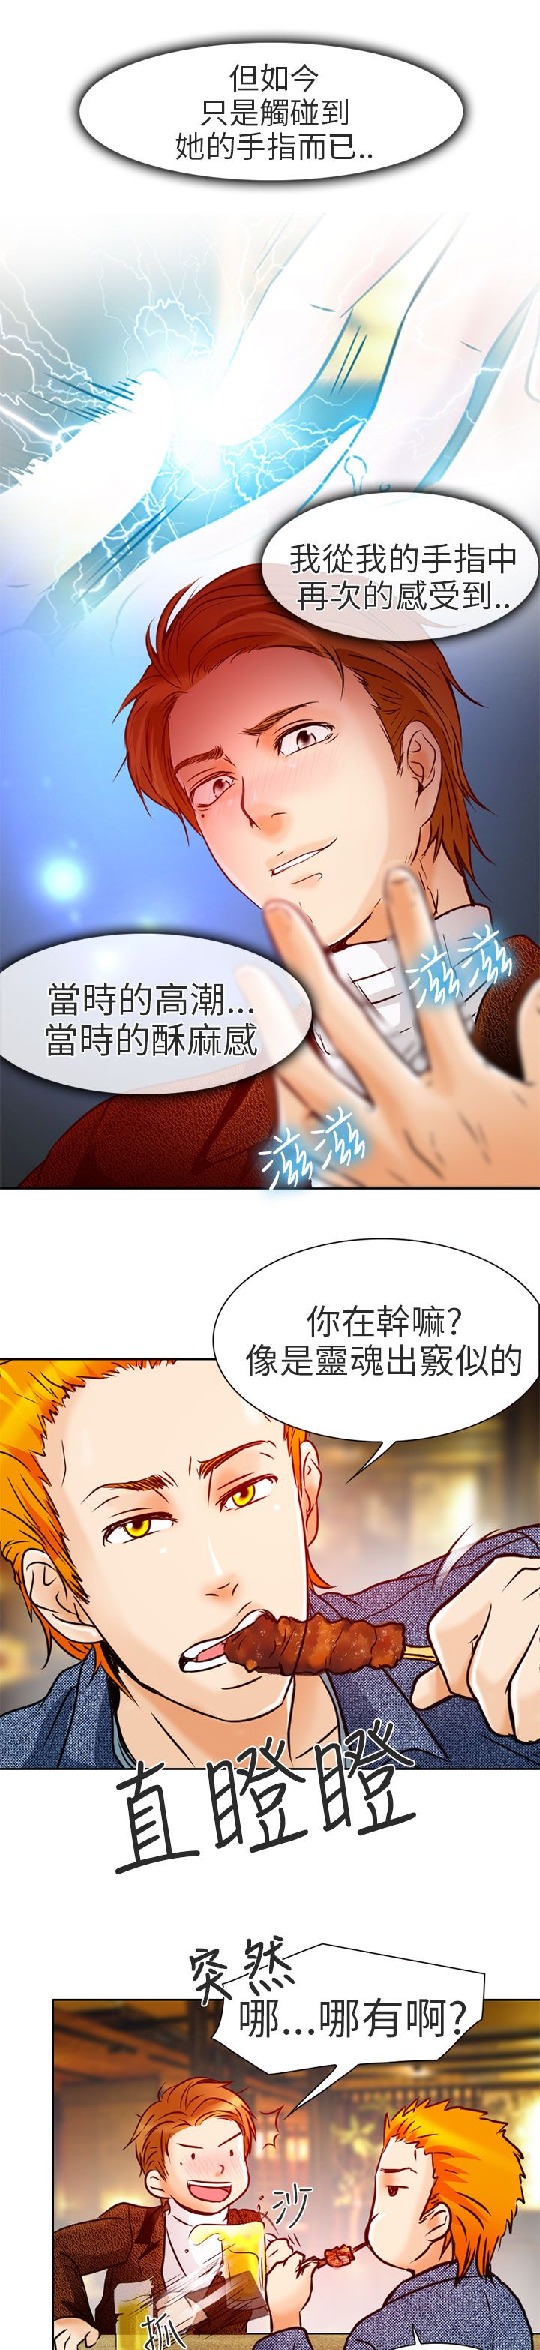 但如今
只是觸碰到
她的手指而已..
我從我的手指中
再次的感受到..
滋滋
當時的高潮...
當時的酥麻感
滋滋
你在幹嘛?
像是靈魂出竅似的
直瞪瞪
突然
哪...哪有啊?
沙
抓